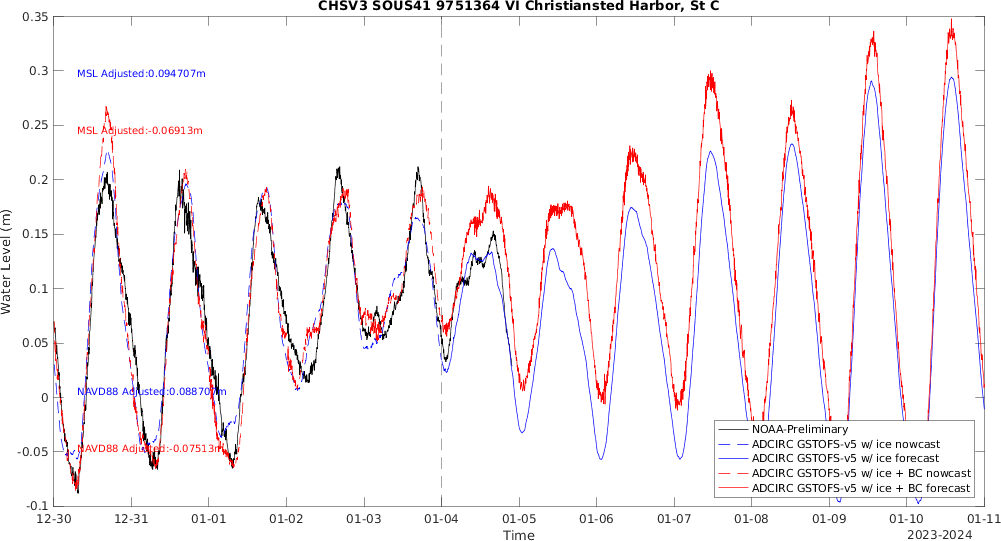 CHSV3 SOUS41 9751364 VI Christiansted Harbor, St C
Water Level (m)
0.35
0.3
0.25
0.2
0.15
0.1
0.05
0
-0.05
-0.1
MSL Adjusted:0.094707m
MSL Adjusted:-0.06913m
NAVD88 Adjusted:0.088707m
NAVD88 Adjusted:-0.07513m
NOAA-Preliminary
ADCIRC GSTOFS-v5 w/ ice nowcast
ADCIRC GSTOFS-v5 w/ ice forecast
ADCIRC GSTOFS-v5 w/ ice + BC nowcast
ADCIRC GSTOFS-v5 w/ ice + BC forecast
12-30 12-31 01-01 01-02 01-03 01-04 01-05 01-06 01-07 01-08 01-09 01-10 01-11
Time
2023-2024